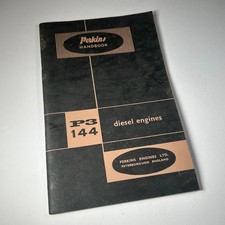 Perkins
HANDBOOK
P3
144
diesel engines
PERKINS ENGINES LTD.
PETERBOROUGH ENGLAND